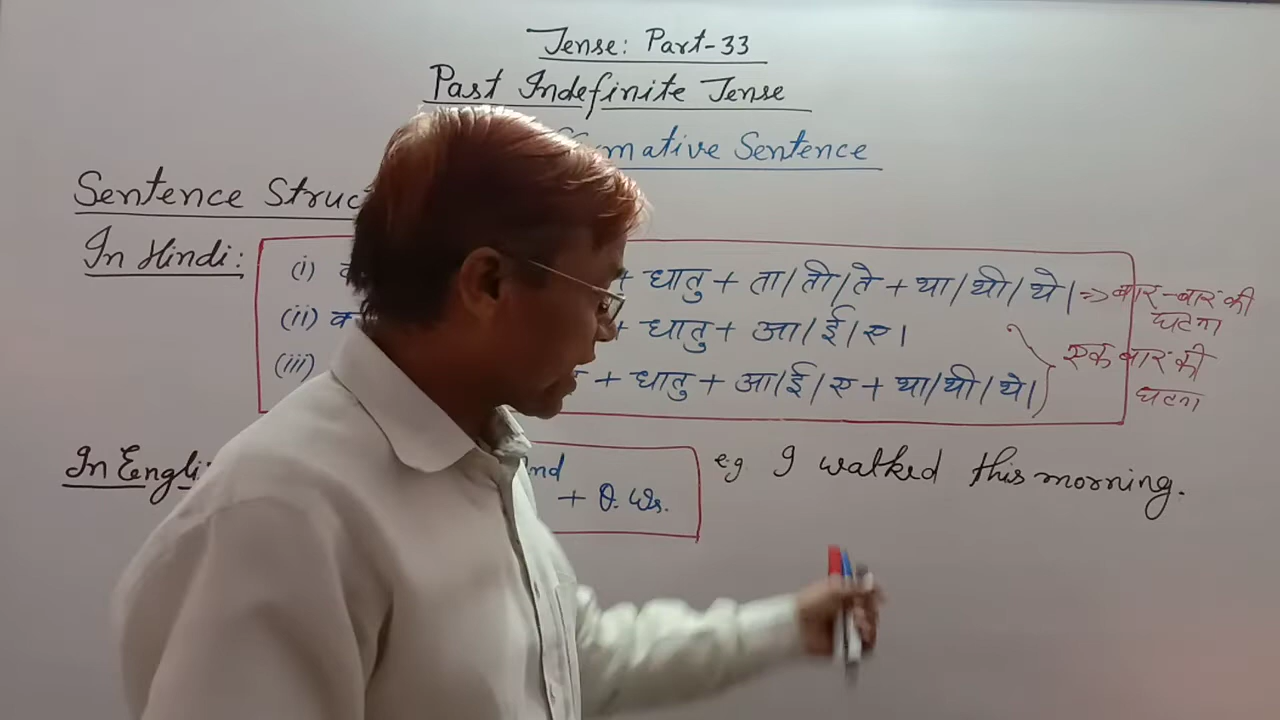 Tense: Part-33
Past Indefinite Tense
mative Sentence
Sentence Struc
In Hindi:
(i) + धातु + ता/ती/ते + था/थी/थे। => बार-बार की घटना
(ii) + धातु + आ/ई/ए।
(iii) + धातु + आ/ई/ए + था/थी/थे।
एक बार की घटना
In Engli
nd
+ O. Ws.
e.g. I walked this morning.